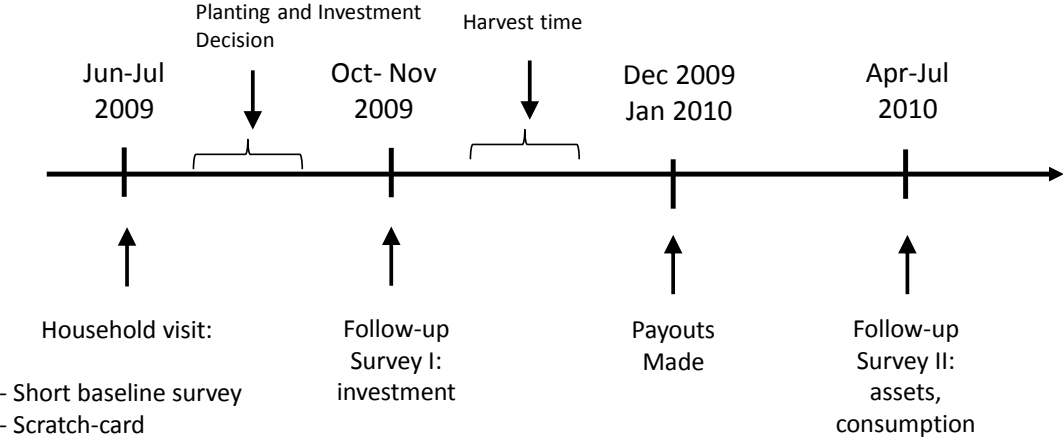 Planting and Investment
Decision
Harvest time
Jun-Jul
2009
Oct- Nov
2009
Dec 2009
Jan 2010
Apr-Jul
2010
Household visit:
- Short baseline survey
- Scratch-card
Follow-up
Survey I:
investment
Payouts
Made
Follow-up
Survey II:
assets,
consumption